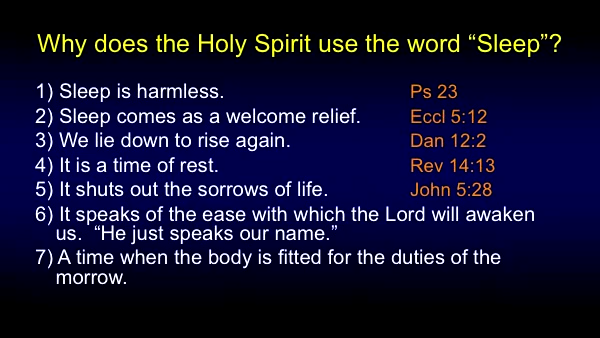 Why does the Holy Spirit use the word “Sleep”?
1) Sleep is harmless. Ps 23
2) Sleep comes as a welcome relief. Eccl 5:12
3) We lie down to rise again. Dan 12:2
4) It is a time of rest. Rev 14:13
5) It shuts out the sorrows of life. John 5:28
6) It speaks of the ease with which the Lord will awaken
us. “He just speaks our name.”
7) A time when the body is fitted for the duties of the
morrow.